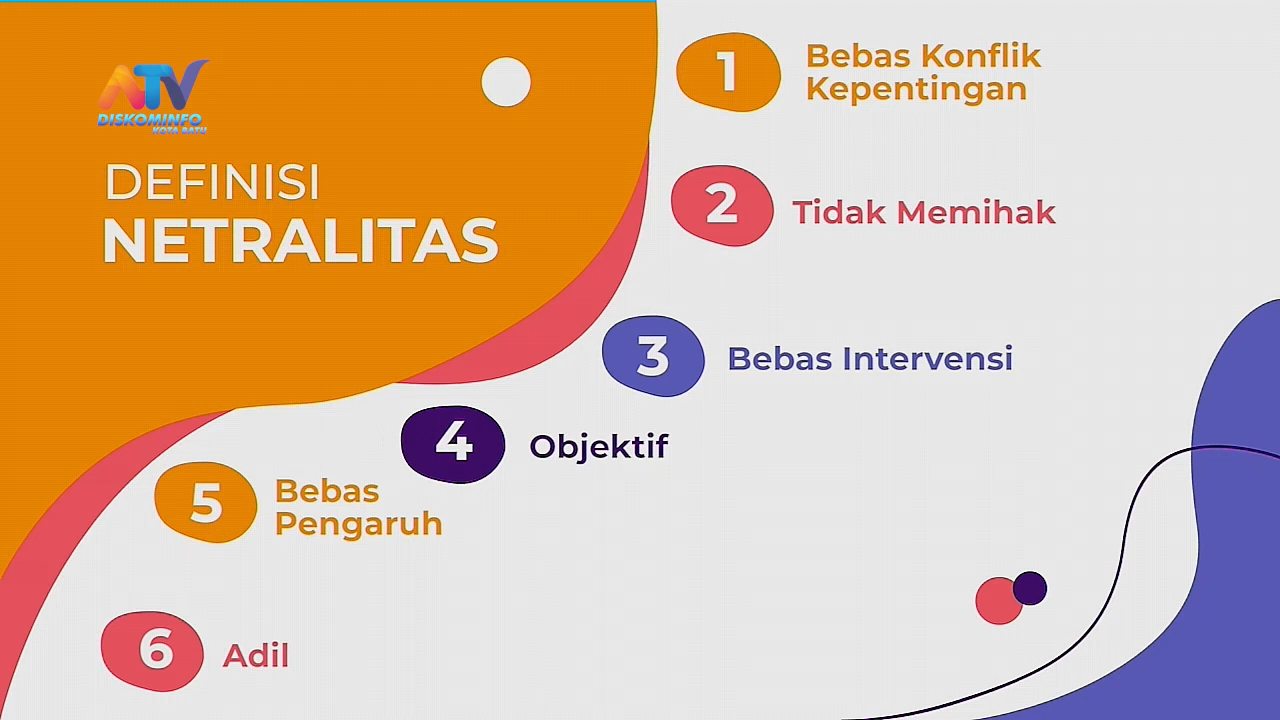 ATV
DISKOMINFO
KOTA BATU
DEFINISI
NETRALITAS
1
Bebas Konflik
Kepentingan
2
Tidak Memihak
3
Bebas Intervensi
4
Objektif
5
Bebas
Pengaruh
6
Adil